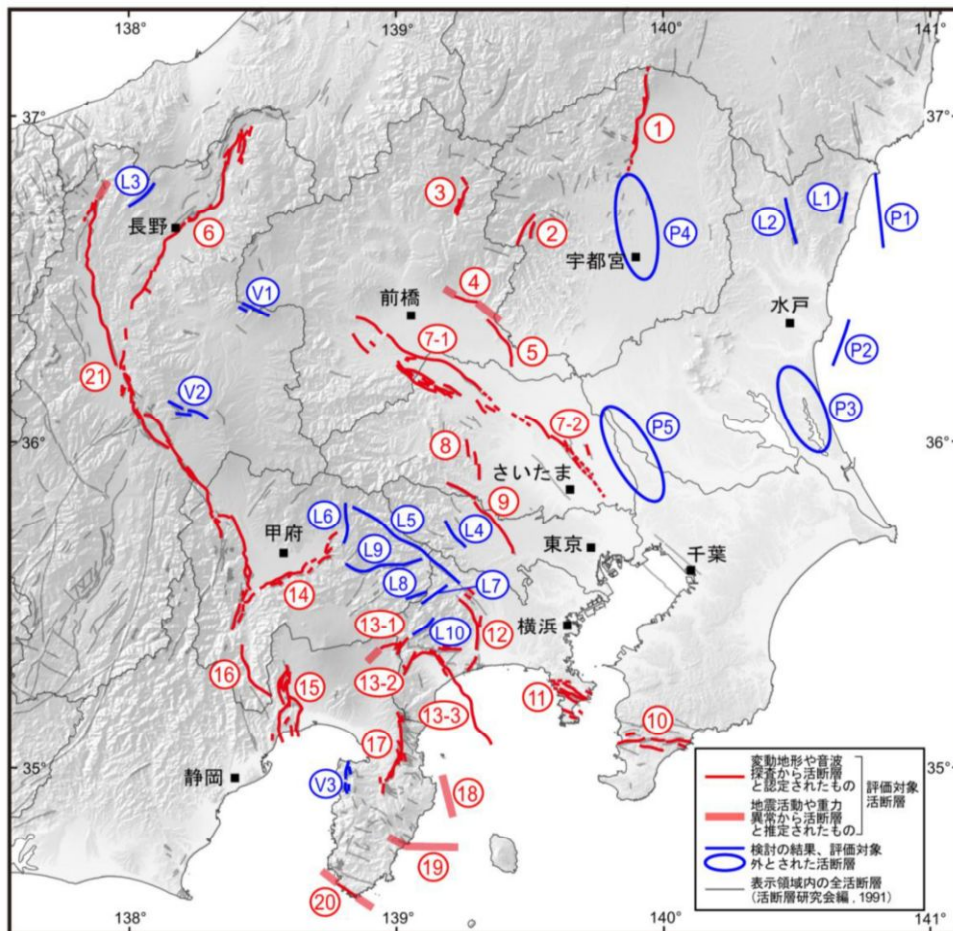 138° 139° 140° 141°
37° 37°
1
L3
3
L1
L2
P1
長野
6
2
P4
宇都宮
V1
4
前橋
水戸
7-1
5
P2
21
V2
P3
7-2
P5
36° 36°
8
さいたま
9
L6
L5
L4
甲府
東京
L9
千葉
L8
L7
14
13-1
L10
12
横浜
16
15
13-2
11
13-3
10
17
35° 35°
静岡
V3
18
19
20
変動地形や音波
探査から活断層
と認定されたもの
地震活動や重力
異常から活断層
と推定されたもの
評価対象
活断層
検討の結果、評価対象
外とされた活断層
表示領域内の全活断層
(活断層研究会編 , 1991)
138° 139° 140° 141°